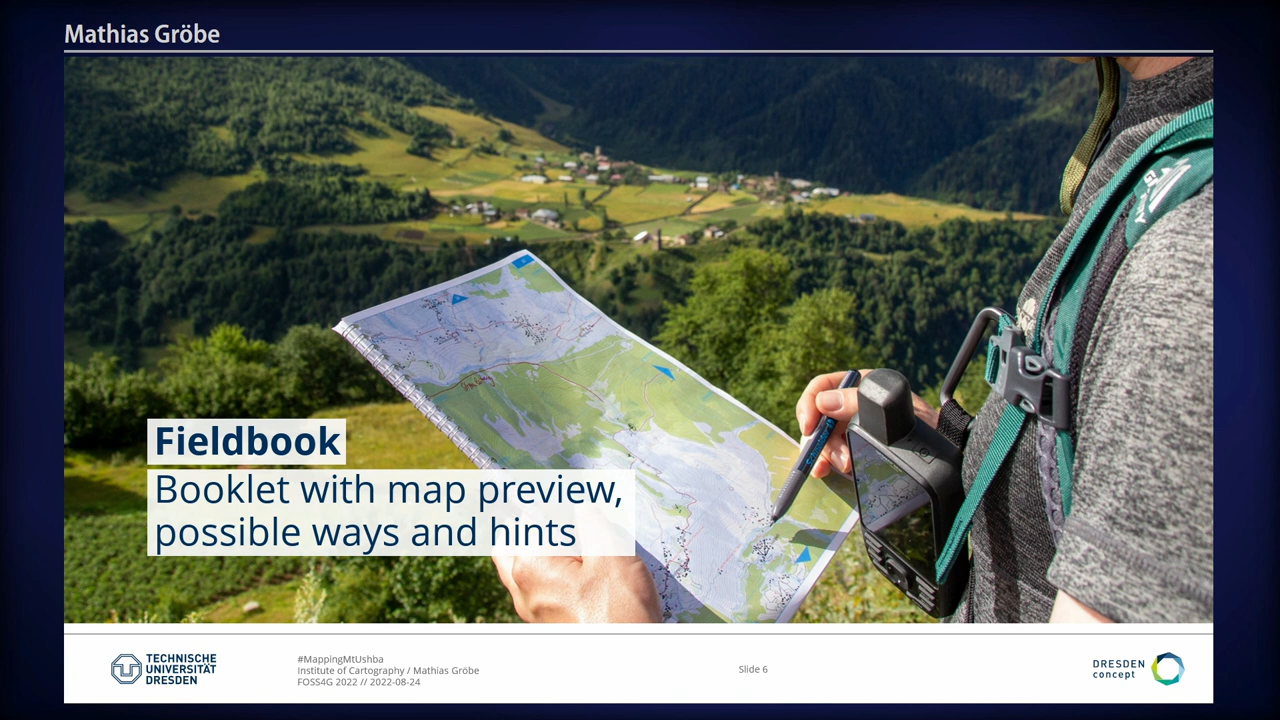 Mathias Gröbe
Fieldbook
Booklet with map preview,
possible ways and hints
TECHNISCHE
UNIVERSITÄT
DRESDEN
#MappingMtUshba
Institute of Cartography / Mathias Gröbe
FOSS4G 2022 // 2022-08-24
Slide 6
DRESDEN
concept